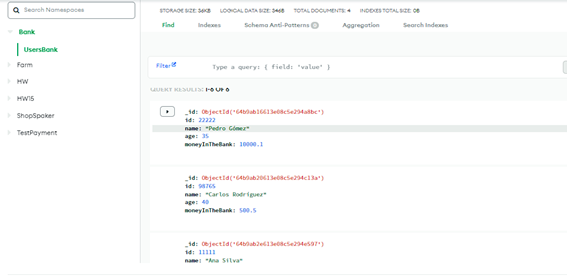 Search Namespaces
STORAGE SIZE: 36KB LOGICAL DATA SIZE: 346B TOTAL DOCUMENTS: 4 INDEXES TOTAL SIZE: 0B
Find Indexes Schema Anti-Patterns 0 Aggregation Search Indexes
Bank
UsersBank
Farm
HW
HW15
ShopSpoker
TestPayment
Filter Type a query: { field: 'value' }
QUERY RESULTS: 1-6 OF 6
_id: ObjectId('64b9ab16613e08c5e294a8bc')
id: 22222
name: "Pedro Gómez"
age: 35
moneyInTheBank: 10000.1
_id: ObjectId('64b9ab20613e08c5e294c13a')
id: 98765
name: "Carlos Rodríguez"
age: 40
moneyInTheBank: 500.5
_id: ObjectId('64b9ab2e613e08c5e294e597')
id: 11111
name: "Ana Silva"